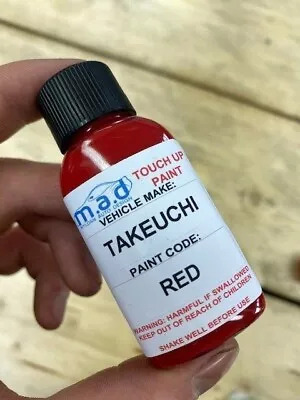 m.a.d
TOUCH UP
PAINT
VEHICLE MAKE:
TAKEUCHI
PAINT CODE:
RED
WARNING: HARMFUL IF SWALLOWED
KEEP OUT OF REACH OF CHILDREN
SHAKE WELL BEFORE USE